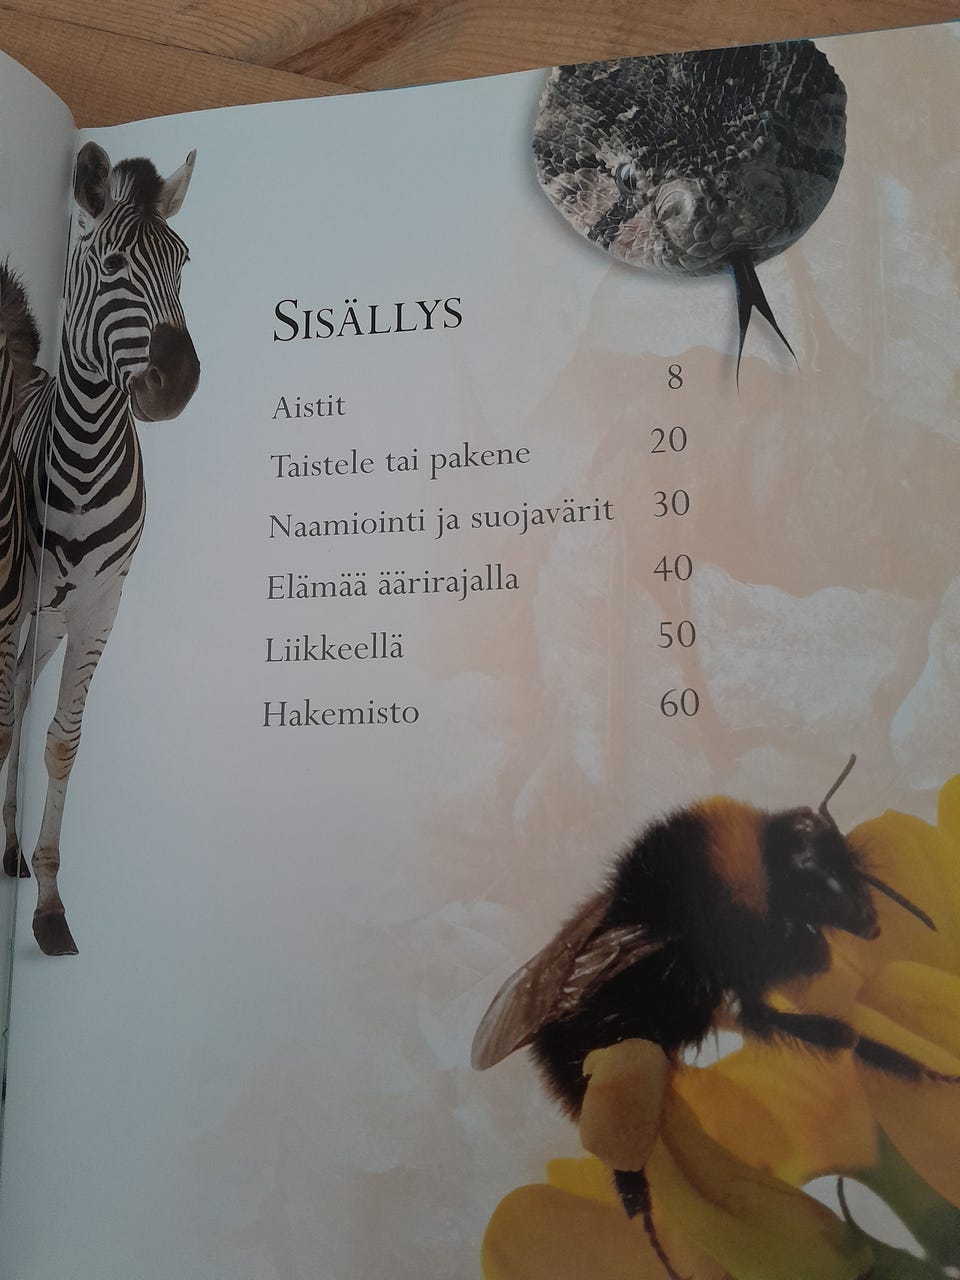 SISÄLLYS
Aistit 8
Taistele tai pakene 20
Naamiointi ja suojavärit 30
Elämää äärirajalla 40
Liikkeellä 50
Hakemisto 60